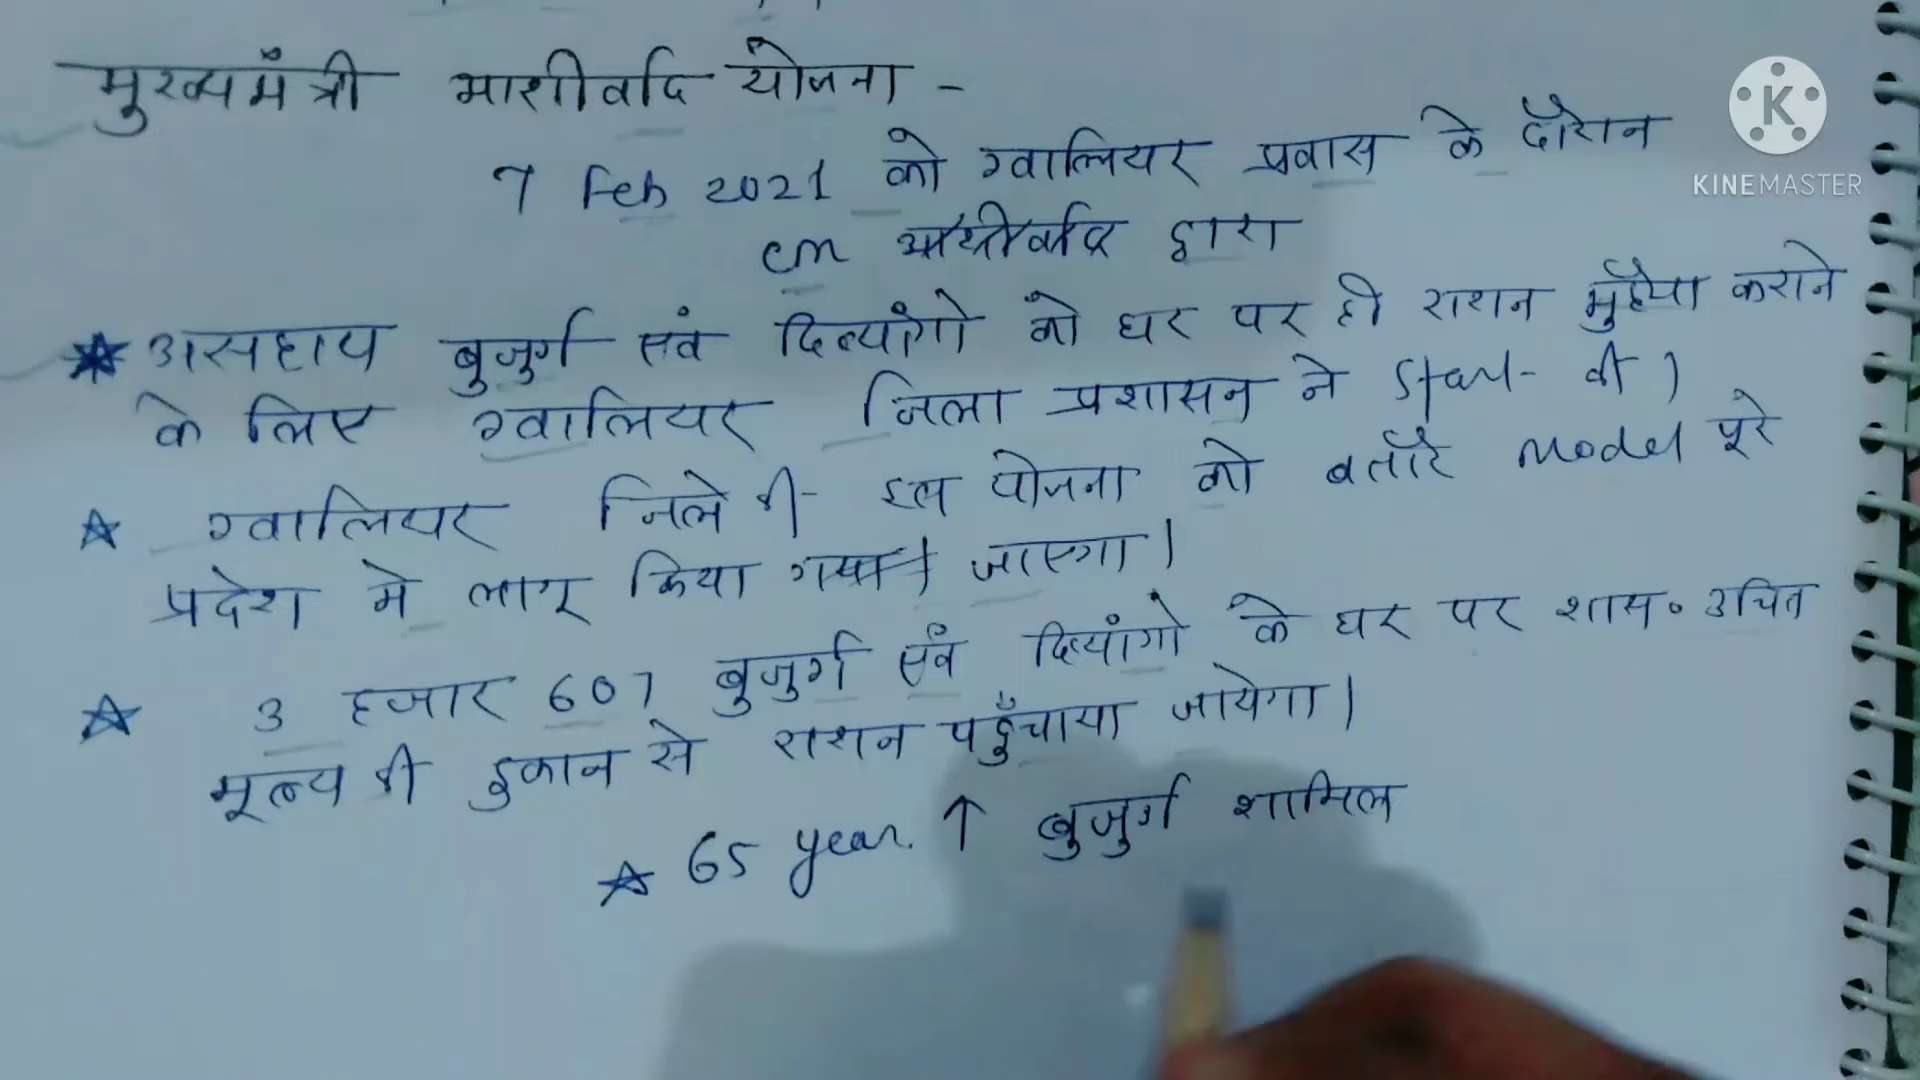 मुख्यमंत्री आशीर्वाद योजना -
7 Feb 2021 को ग्वालियर प्रवास के दौरान
KINEMASTER
cm आशीर्वाद द्वारा
★ असहाय बुजुर्ग एवं दिव्यांगो को घर पर ही राशन मुहैया कराने
के लिए ग्वालियर जिला प्रशासन ने start की।
★ ग्वालियर जिले की इस योजना को बतौर model पूरे
प्रदेश मे लागू किया गया। जाएगा।
★ 3 हजार 607 बुजुर्ग एवं दिव्यांगो के घर पर शास० उचित
मूल्य की दुकान से राशन पहुँचाया जायेगा।
★ 65 year. ↑ बुजुर्ग शामिल